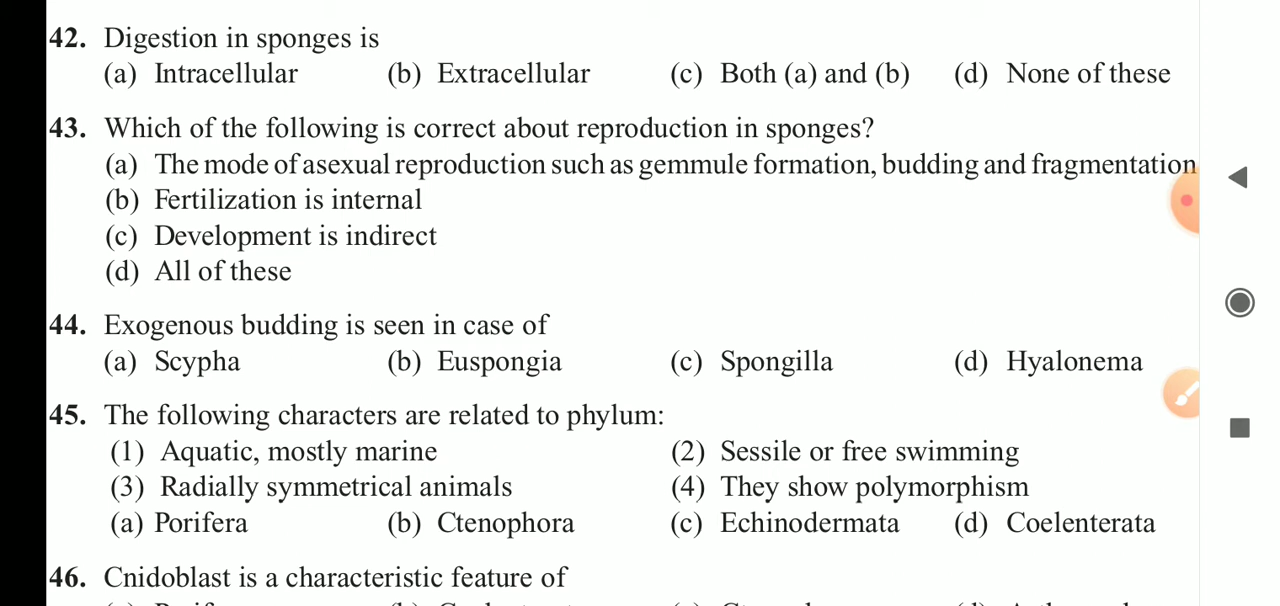 42. Digestion in sponges is
(a) Intracellular (b) Extracellular (c) Both (a) and (b) (d) None of these
43. Which of the following is correct about reproduction in sponges?
(a) The mode of asexual reproduction such as gemmule formation, budding and fragmentation
(b) Fertilization is internal
(c) Development is indirect
(d) All of these
44. Exogenous budding is seen in case of
(a) Scypha (b) Euspongia (c) Spongilla (d) Hyalonema
45. The following characters are related to phylum:
(1) Aquatic, mostly marine (2) Sessile or free swimming
(3) Radially symmetrical animals (4) They show polymorphism
(a) Porifera (b) Ctenophora (c) Echinodermata (d) Coelenterata
46. Cnidoblast is a characteristic feature of